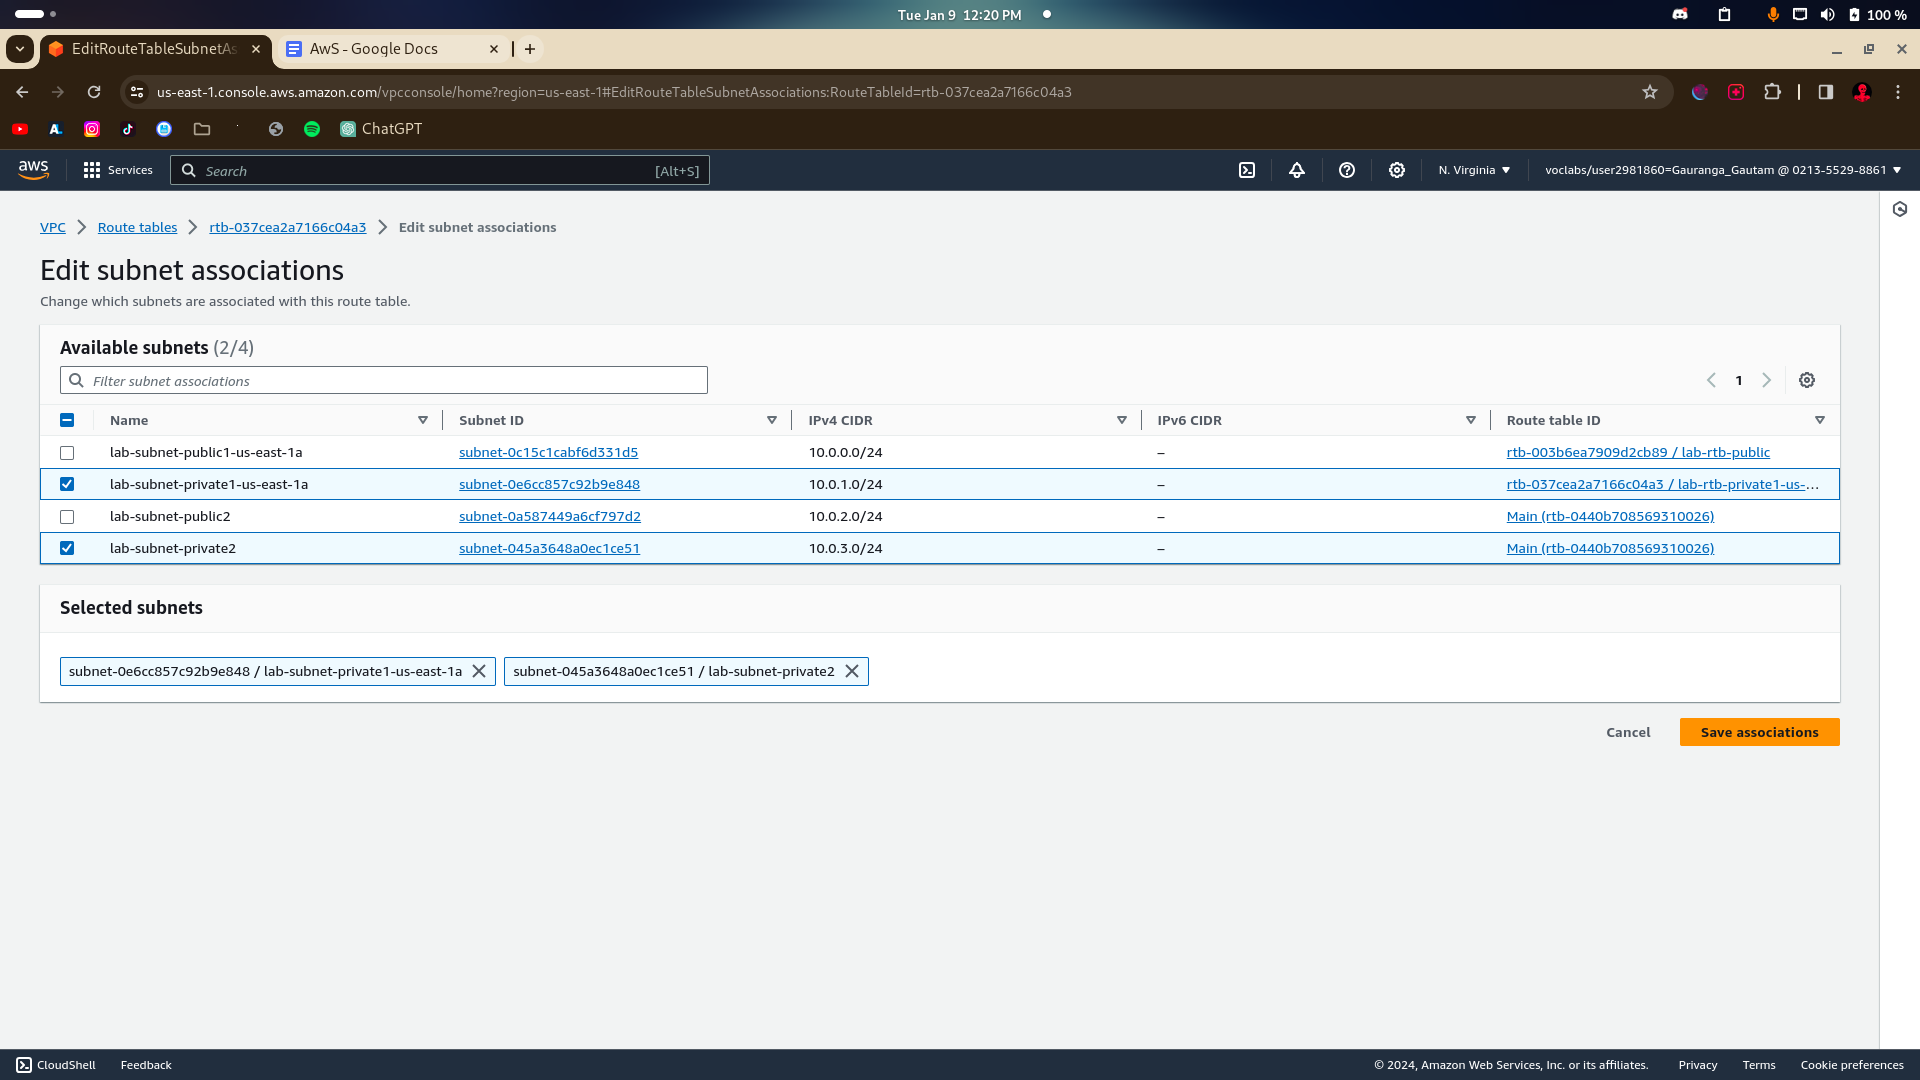 Tue Jan 9 12:20 PM
100 %
EditRouteTableSubnetAs
AwS - Google Docs
us-east-1.console.aws.amazon.com/vpcconsole/home?region=us-east-1#EditRouteTableSubnetAssociations:RouteTableId=rtb-037cea2a7166c04a3
ChatGPT
aws
Services
Search
[Alt+S]
N. Virginia
voclabs/user2981860=Gauranga_Gautam @ 0213-5529-8861
VPC
Route tables
rtb-037cea2a7166c04a3
Edit subnet associations
Edit subnet associations
Change which subnets are associated with this route table.
Available subnets (2/4)
Filter subnet associations
1
Name Subnet ID IPv4 CIDR IPv6 CIDR Route table ID
lab-subnet-public1-us-east-1a subnet-0c15c1cabf6d331d5 10.0.0.0/24 – rtb-003b6ea7909d2cb89 / lab-rtb-public
lab-subnet-private1-us-east-1a subnet-0e6cc857c92b9e848 10.0.1.0/24 – rtb-037cea2a7166c04a3 / lab-rtb-private1-us-...
lab-subnet-public2 subnet-0a587449a6cf797d2 10.0.2.0/24 – Main (rtb-0440b708569310026)
lab-subnet-private2 subnet-045a3648a0ec1ce51 10.0.3.0/24 – Main (rtb-0440b708569310026)
Selected subnets
subnet-0e6cc857c92b9e848 / lab-subnet-private1-us-east-1a
subnet-045a3648a0ec1ce51 / lab-subnet-private2
Cancel
Save associations
CloudShell
Feedback
© 2024, Amazon Web Services, Inc. or its affiliates.
Privacy
Terms
Cookie preferences